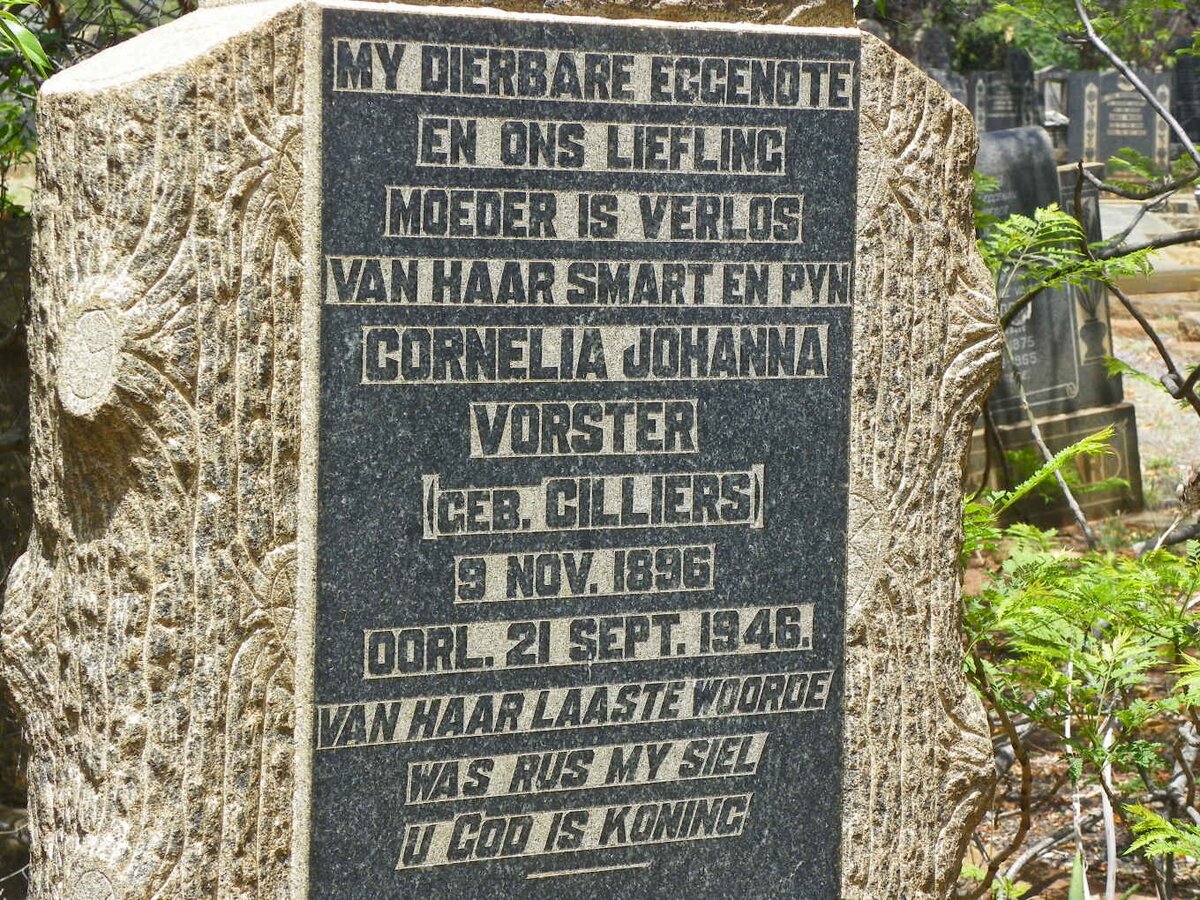 MY DIERBARE EGGENOTE
EN ONS LIEFLING
MOEDER IS VERLOS
VAN HAAR SMART EN PYN
CORNELIA JOHANNA
VORSTER
(GEB. CILLIERS)
9 NOV. 1896
OORL. 21 SEPT. 1946.
VAN HAAR LAASTE WOORDE
WAS RUS MY SIEL
U GOD IS KONING